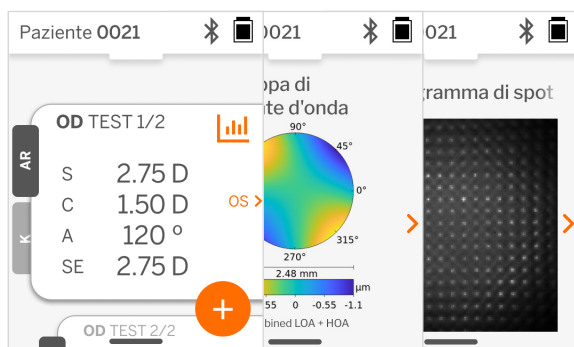 Paziente 0021
OD TEST 1/2
AR
S 2.75 D
C 1.50 D
A 120 º
SE 2.75 D
K
OS
+
OD TEST 2/2
0021
ppa di
nte d'onda
90°
45°
0°
315°
270°
2.48 mm
µm
55 0 -0.55 -1.1
bined LOA + HOA
021
gramma di spot